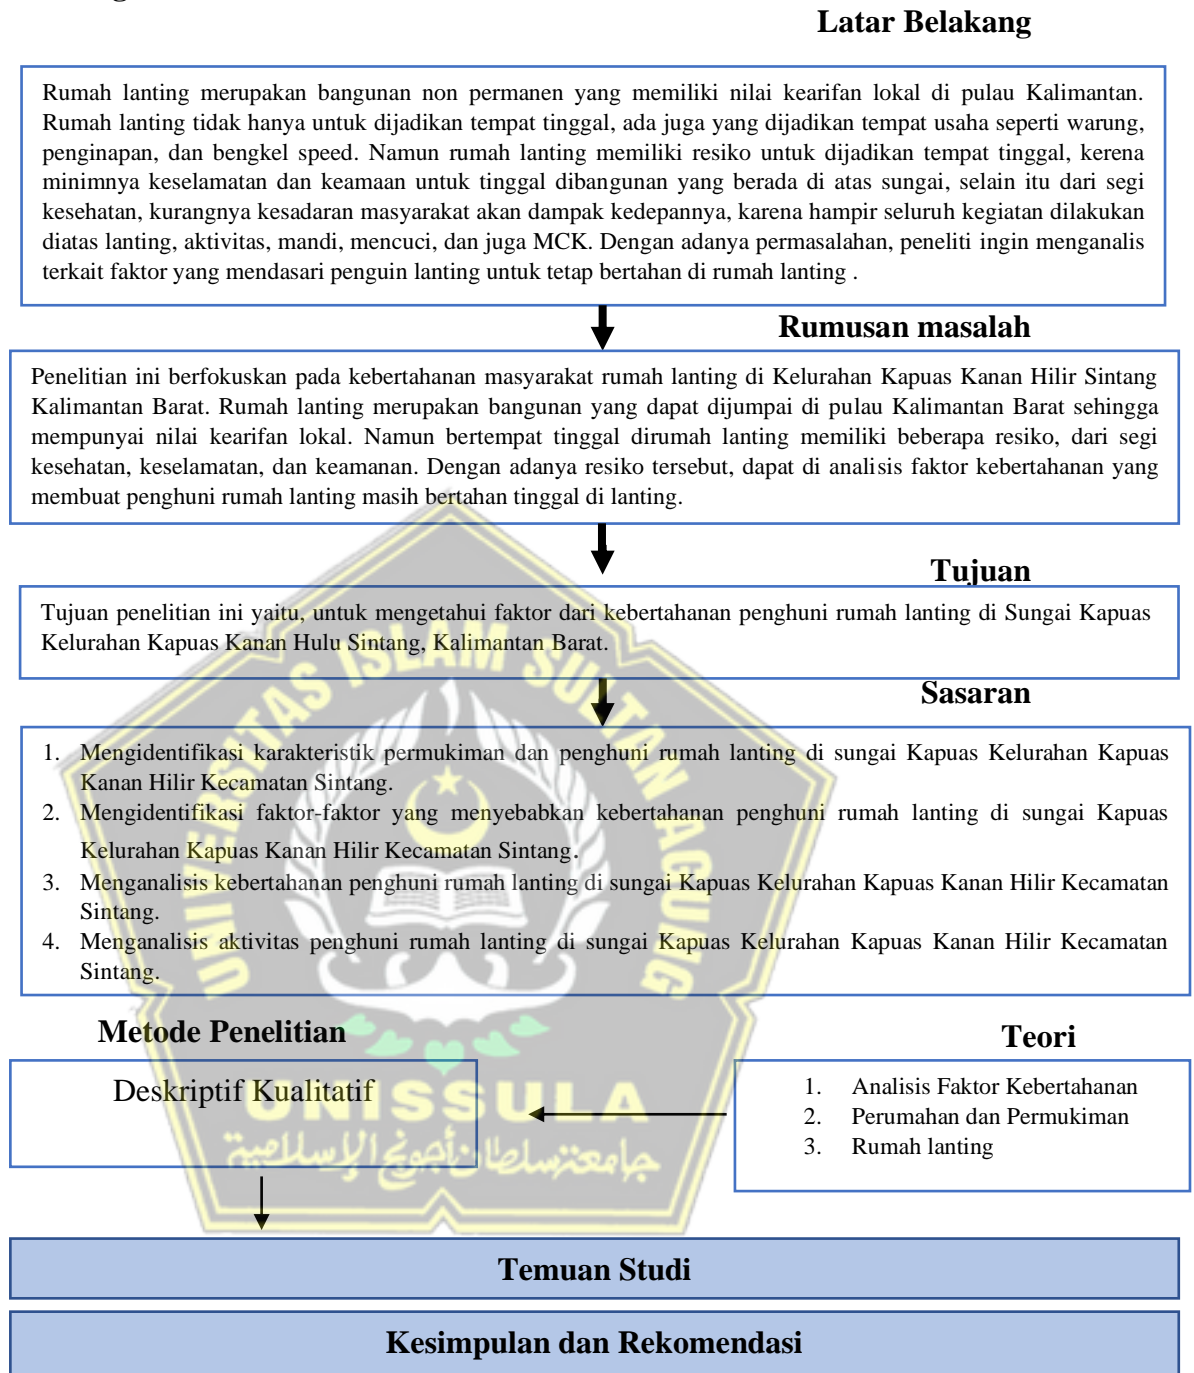 Latar Belakang
Rumah lanting merupakan bangunan non permanen yang memiliki nilai kearifan lokal di pulau Kalimantan.
Rumah lanting tidak hanya untuk dijadikan tempat tinggal, ada juga yang dijadikan tempat usaha seperti warung,
penginapan, dan bengkel speed. Namun rumah lanting memiliki resiko untuk dijadikan tempat tinggal, kerena
minimnya keselamatan dan keamaan untuk tinggal dibangunan yang berada di atas sungai, selain itu dari segi
kesehatan, kurangnya kesadaran masyarakat akan dampak kedepannya, karena hampir seluruh kegiatan dilakukan
diatas lanting, aktivitas, mandi, mencuci, dan juga MCK. Dengan adanya permasalahan, peneliti ingin menganalis
terkait faktor yang mendasari penguin lanting untuk tetap bertahan di rumah lanting .
Rumusan masalah
Penelitian ini berfokuskan pada kebertahanan masyarakat rumah lanting di Kelurahan Kapuas Kanan Hilir Sintang
Kalimantan Barat. Rumah lanting merupakan bangunan yang dapat dijumpai di pulau Kalimantan Barat sehingga
mempunyai nilai kearifan lokal. Namun bertempat tinggal dirumah lanting memiliki beberapa resiko, dari segi
kesehatan, keselamatan, dan keamanan. Dengan adanya resiko tersebut, dapat di analisis faktor kebertahanan yang
membuat penghuni rumah lanting masih bertahan tinggal di lanting.
Tujuan
Tujuan penelitian ini yaitu, untuk mengetahui faktor dari kebertahanan penghuni rumah lanting di Sungai Kapuas
Kelurahan Kapuas Kanan Hulu Sintang, Kalimantan Barat.
Sasaran
1. Mengidentifikasi karakteristik permukiman dan penghuni rumah lanting di sungai Kapuas Kelurahan Kapuas
Kanan Hilir Kecamatan Sintang.
2. Mengidentifikasi faktor-faktor yang menyebabkan kebertahanan penghuni rumah lanting di sungai Kapuas
Kelurahan Kapuas Kanan Hilir Kecamatan Sintang.
3. Menganalisis kebertahanan penghuni rumah lanting di sungai Kapuas Kelurahan Kapuas Kanan Hilir Kecamatan
Sintang.
4. Menganalisis aktivitas penghuni rumah lanting di sungai Kapuas Kelurahan Kapuas Kanan Hilir Kecamatan
Sintang.
Metode Penelitian
Deskriptif Kualitatif
Teori
1. Analisis Faktor Kebertahanan
2. Perumahan dan Permukiman
3. Rumah lanting
Temuan Studi
Kesimpulan dan Rekomendasi
UNIVERSITAS ISLAM SULTAN AGUNG
UNISSULA
جامعتنسلطان أجونج الإسلامية